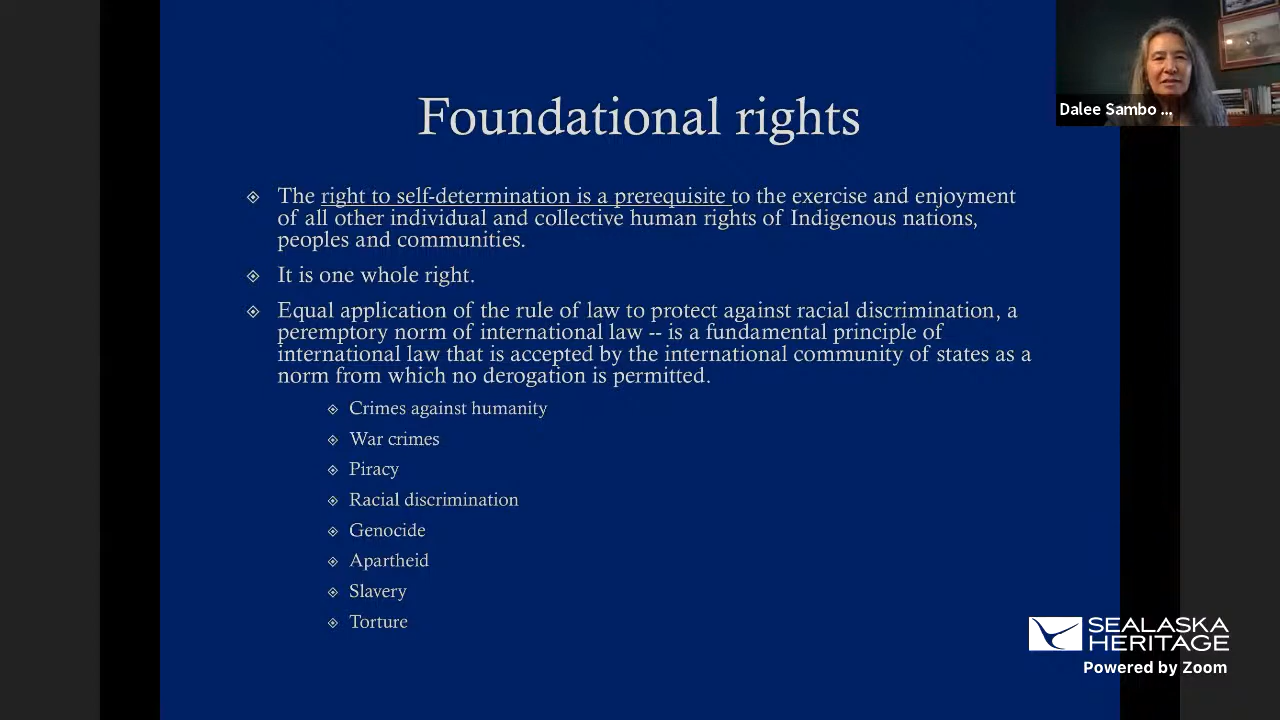 Foundational rights
Dalee Sambo ...
The right to self-determination is a prerequisite to the exercise and enjoyment
of all other individual and collective human rights of Indigenous nations,
peoples and communities.
It is one whole right.
Equal application of the rule of law to protect against racial discrimination, a
peremptory norm of international law -- is a fundamental principle of
international law that is accepted by the international community of states as a
norm from which no derogation is permitted.
Crimes against humanity
War crimes
Piracy
Racial discrimination
Genocide
Apartheid
Slavery
Torture
SEALASKA
HERITAGE
Powered by Zoom